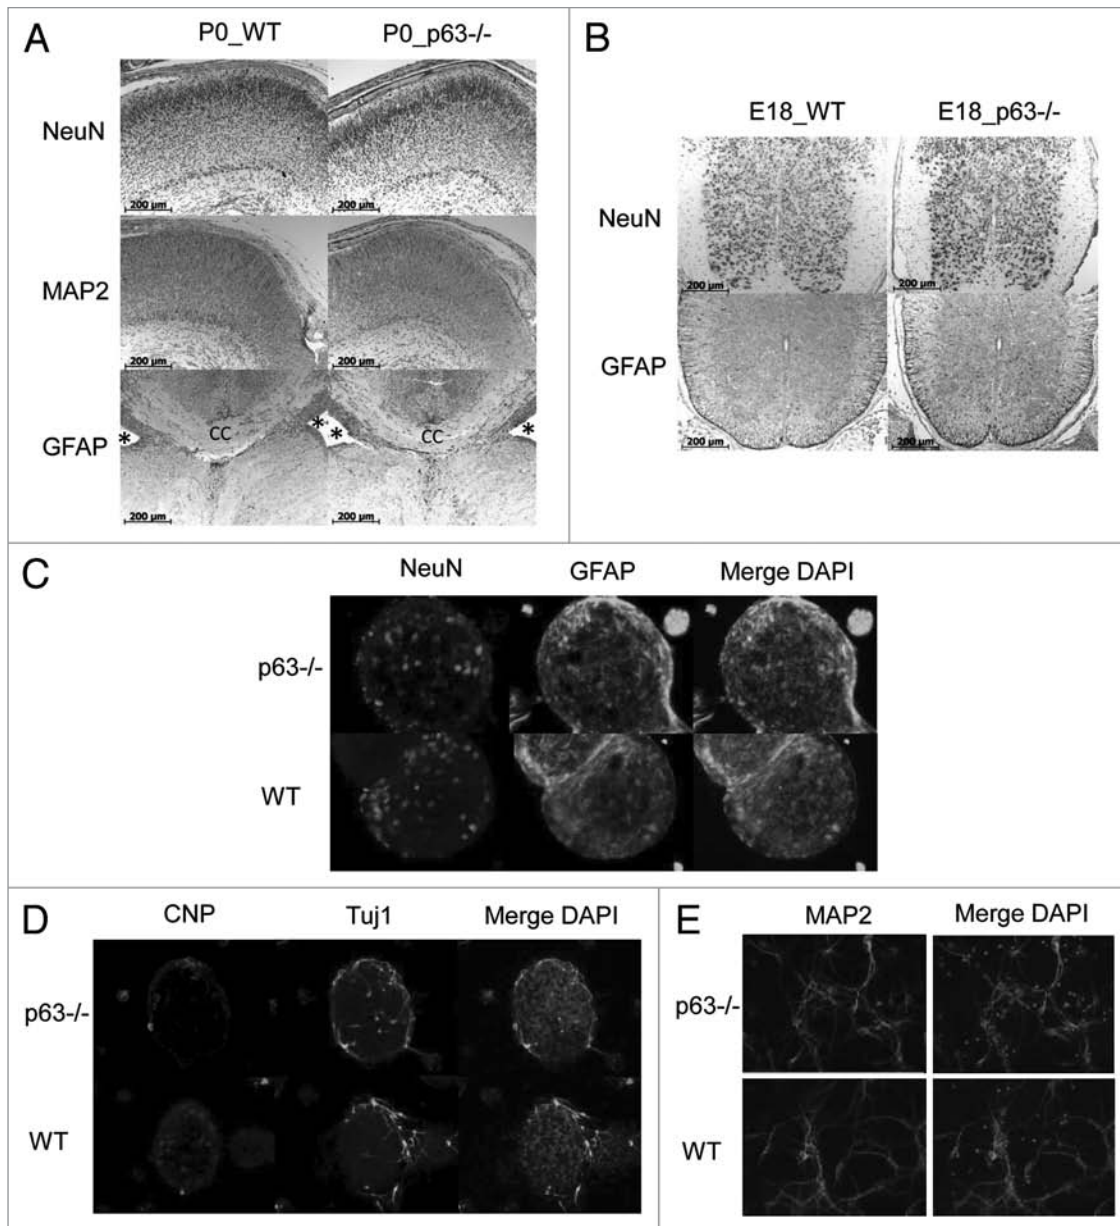 A
P0_WT P0_p63-/-
NeuN
200 µm 200 µm
MAP2
200 µm 200 µm
* CC * * CC *
GFAP
200 µm 200 µm
B
E18_WT E18_p63-/-
NeuN
200 µm 200 µm
GFAP
200 µm 200 µm
C
NeuN GFAP Merge DAPI
p63-/-
WT
D
CNP Tuj1 Merge DAPI
p63-/-
WT
E
MAP2 Merge DAPI
p63-/-
WT